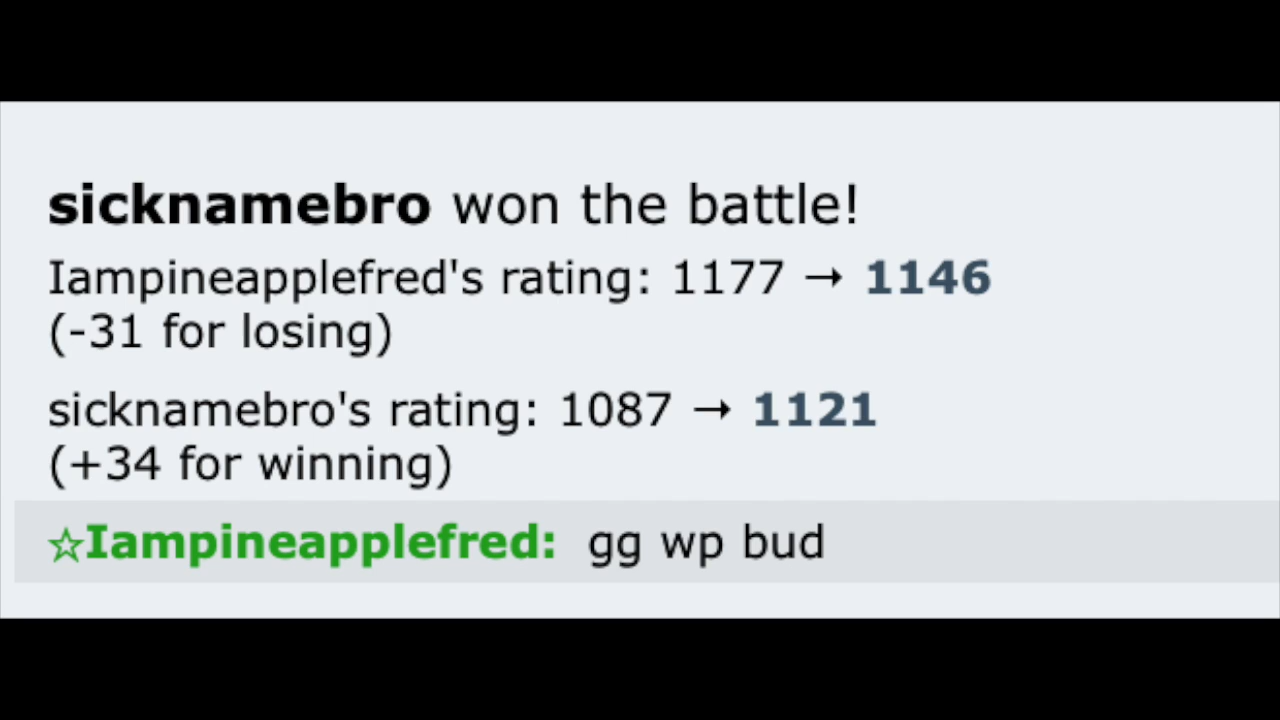 sicknamebro won the battle!
Iampineapplefred's rating: 1177 → 1146
(-31 for losing)
sicknamebro's rating: 1087 → 1121
(+34 for winning)
☆Iampineapplefred: gg wp bud